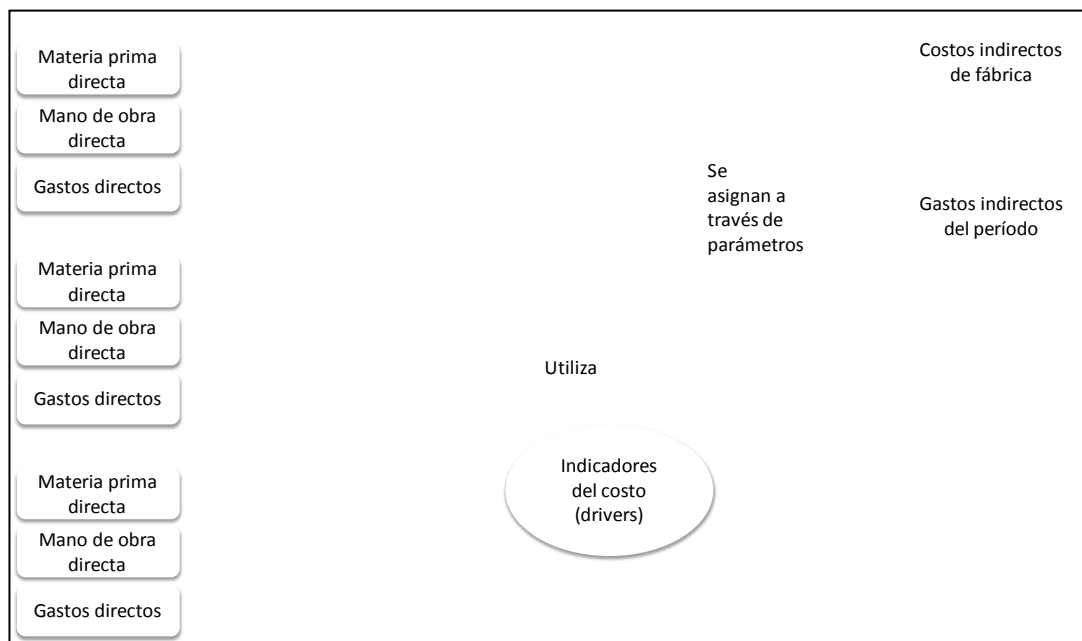 Materia prima
directa
Mano de obra
directa
Gastos directos
Materia prima
directa
Mano de obra
directa
Gastos directos
Materia prima
directa
Mano de obra
directa
Gastos directos
Utiliza
Indicadores
del costo
(drivers)
Se
asignan a
través de
parámetros
Costos indirectos
de fábrica
Gastos indirectos
del período